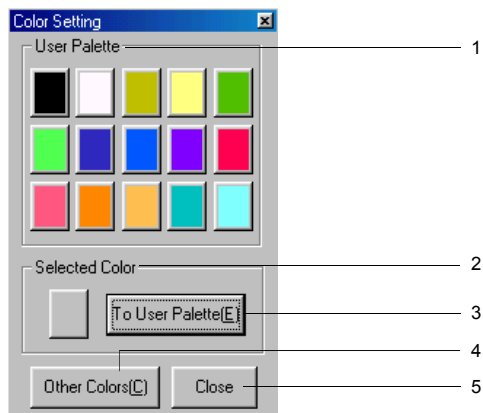 Color Setting
User Palette
1
Selected Color
2
To User Palette(E)
3
4
Other Colors(C)
Close
5